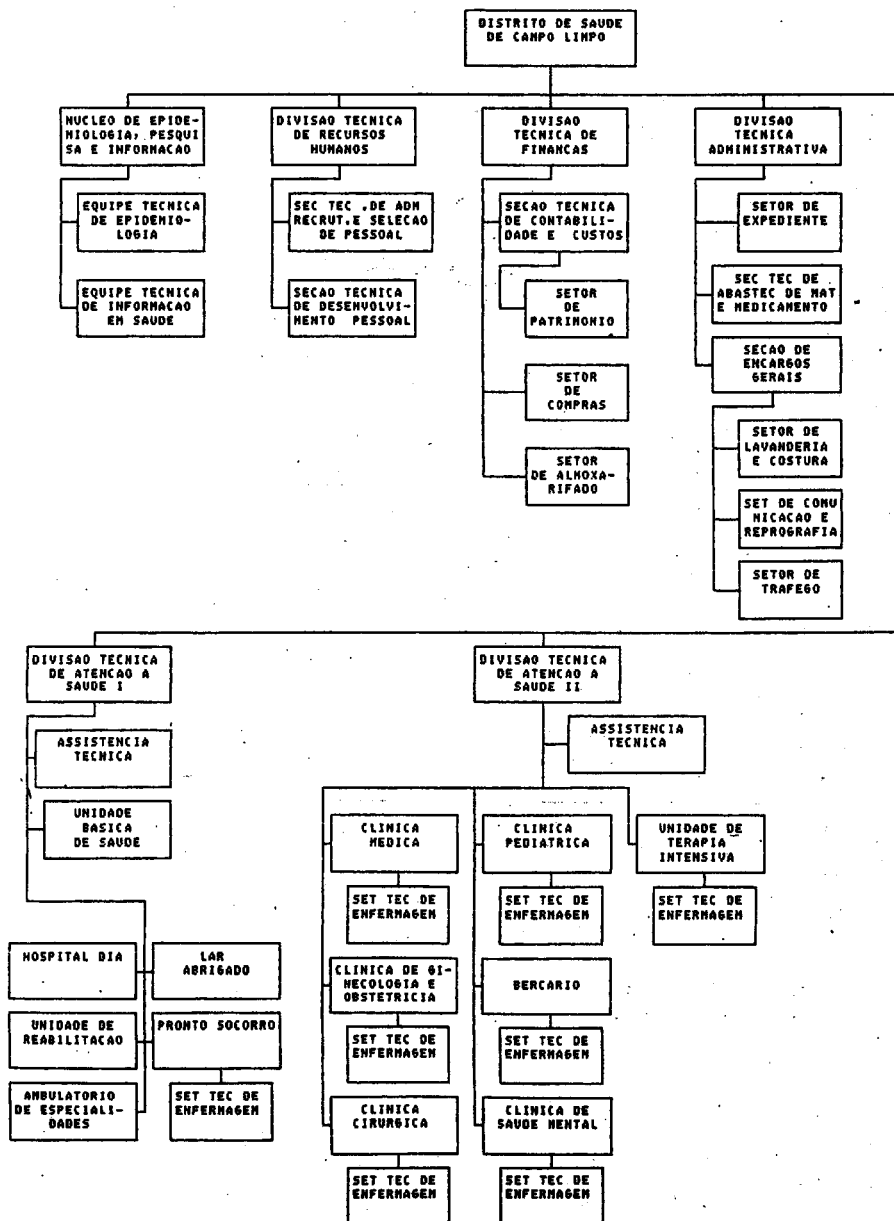 DISTRITO DE SAUDE
DE CAMPO LIMPO
NUCLEO DE EPIDE-
MIOLOGIA, PESQUI
SA E INFORMACAO
DIVISAO TECNICA
DE RECURSOS
HUMANOS
DIVISAO
TECNICA DE
FINANCAS
DIVISAO
TECNICA
ADMINISTRATIVA
EQUIPE TECNICA
DE EPIDEMIO-
LOGIA
SEC TEC .DE ADM
RECRUT.E SELECAO
DE PESSOAL
SECAO TECNICA
DE CONTABILI-
DADE E CUSTOS
SETOR DE
EXPEDIENTE
EQUIPE TECNICA
DE INFORMACAO
EM SAUDE
SECAO TECNICA
DE DESENVOLVI-
MENTO PESSOAL
SETOR
DE
PATRIMONIO
SEC TEC DE
ABASTEC DE MAT
E MEDICAMENTO
SECAO DE
ENCARGOS
GERAIS
SETOR
DE
COMPRAS
SETOR DE
LAVANDERIA
E COSTURA
SETOR
DE ALMOXA-
RIFADO
SET DE COMU
NICACAO E
REPROGRAFIA
SETOR DE
TRAFEGO
DIVISAO TECNICA
DE ATENCAO A
SAUDE I
DIVISAO TECNICA
DE ATENCAO A
SAUDE II
ASSISTENCIA
TECNICA
ASSISTENCIA
TECNICA
UNIDADE
BASICA
DE SAUDE
CLINICA
MEDICA
CLINICA
PEDIATRICA
UNIDADE DE
TERAPIA
INTENSIVA
SET TEC DE
ENFERMAGEM
SET TEC DE
ENFERMAGEM
SET TEC DE
ENFERMAGEM
HOSPITAL DIA
LAR
ABRIGADO
CLINICA DE GI-
NECOLOGIA E
OBSTETRICIA
BERCARIO
UNIDADE DE
REABILITACAO
PRONTO SOCORRO
SET TEC DE
ENFERMAGEM
SET TEC DE
ENFERMAGEM
AMBULATORIO
DE ESPECIALI-
DADES
SET TEC DE
ENFERMAGEM
CLINICA
CIRURGICA
CLINICA DE
SAUDE MENTAL
SET TEC DE
ENFERMAGEM
SET TEC DE
ENFERMAGEM